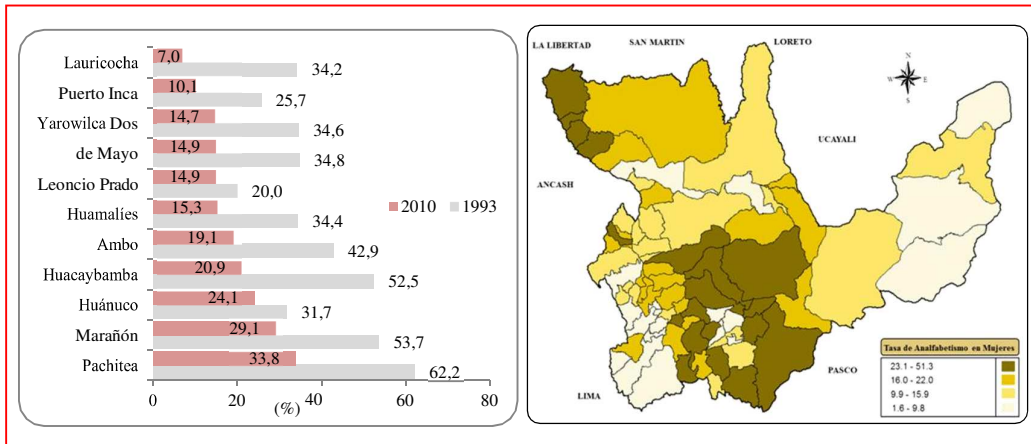 7,0
Lauricocha
34,2
10,1
Puerto Inca
25,7
14,7
Yarowilca Dos
34,6
14,9
de Mayo
34,8
14,9
Leoncio Prado
20,0
15,3
Huamalíes
34,4
19,1
Ambo
42,9
20,9
Huacaybamba
52,5
24,1
Huánuco
31,7
29,1
Marañón
53,7
33,8
Pachitea
62,2
2010 1993
0 20 40 60 80
(%)
LA LIBERTAD SAN MARTIN LORETO
N
W E
S
UCAYALI
ANCASH
PASCO
LIMA
Tasa de Analfabetismo en Mujeres
23.1 - 51.3
16.0 - 22.0
9.9 - 15.9
1.6 - 9.8